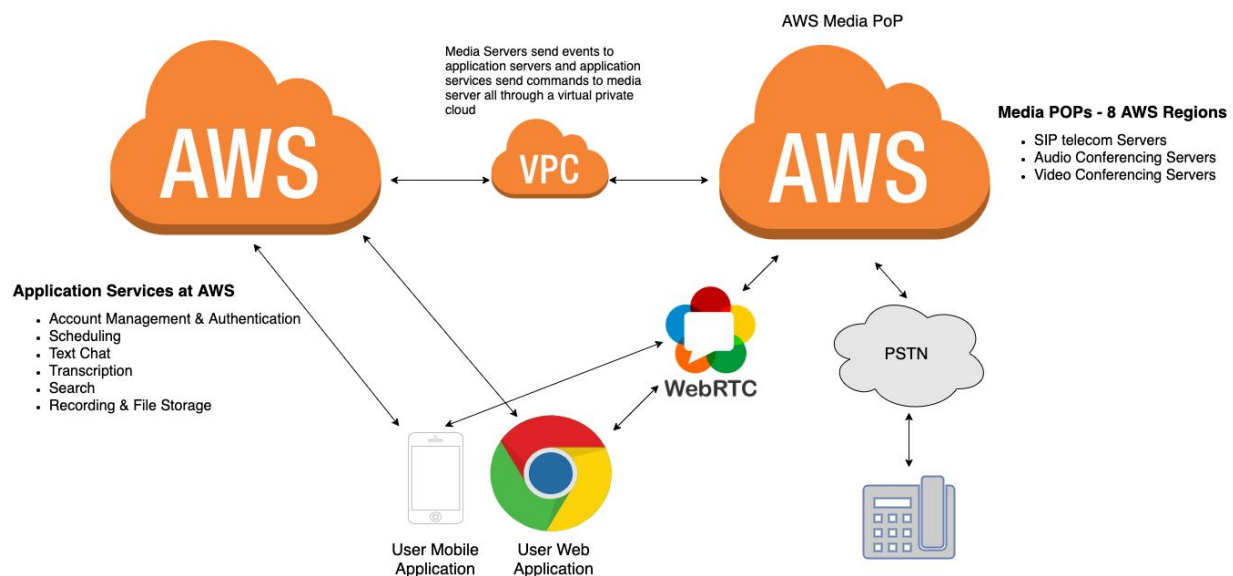 AWS Media PoP
Media Servers send events to
application servers and application
services send commands to media
server all through a virtual private
cloud
AWS
VPC
AWS
Media POPs - 8 AWS Regions
SIP telecom Servers
Audio Conferencing Servers
Video Conferencing Servers
Application Services at AWS
Account Management & Authentication
Scheduling
Text Chat
Transcription
Search
Recording & File Storage
WebRTC
PSTN
User Mobile
Application
User Web
Application